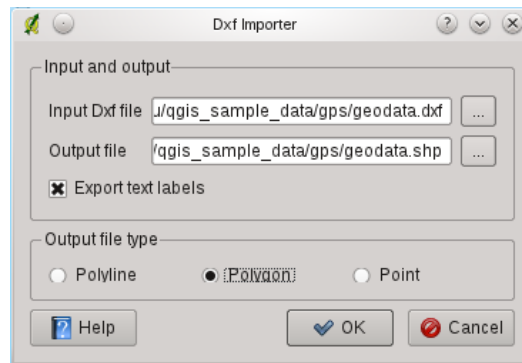 Dxf Importer
Input and output
Input Dxf file u/qgis_sample_data/gps/geodata.dxf ...
Output file /qgis_sample_data/gps/geodata.shp ...
Export text labels
Output file type
Polyline Polygon Point
Help OK Cancel